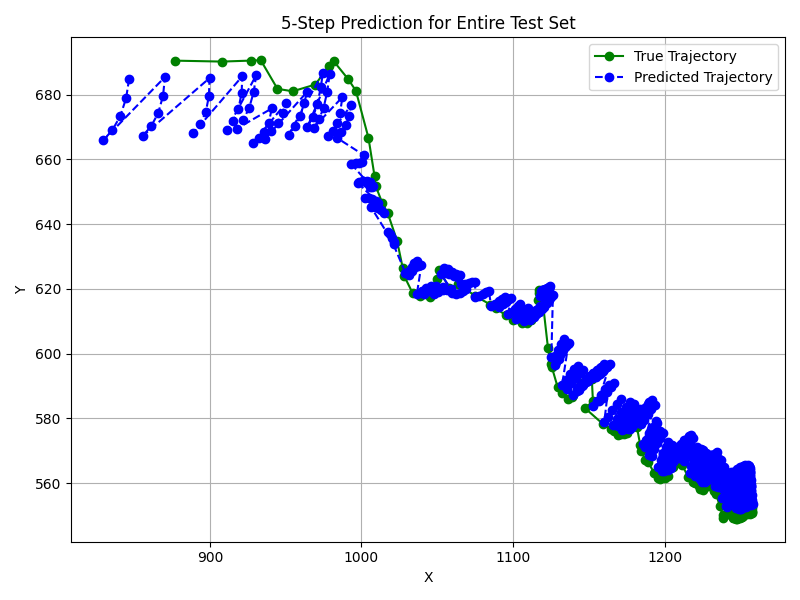 5-Step Prediction for Entire Test Set
True Trajectory
Predicted Trajectory
Y
680
660
640
620
600
580
560
900
1000
1100
1200
X